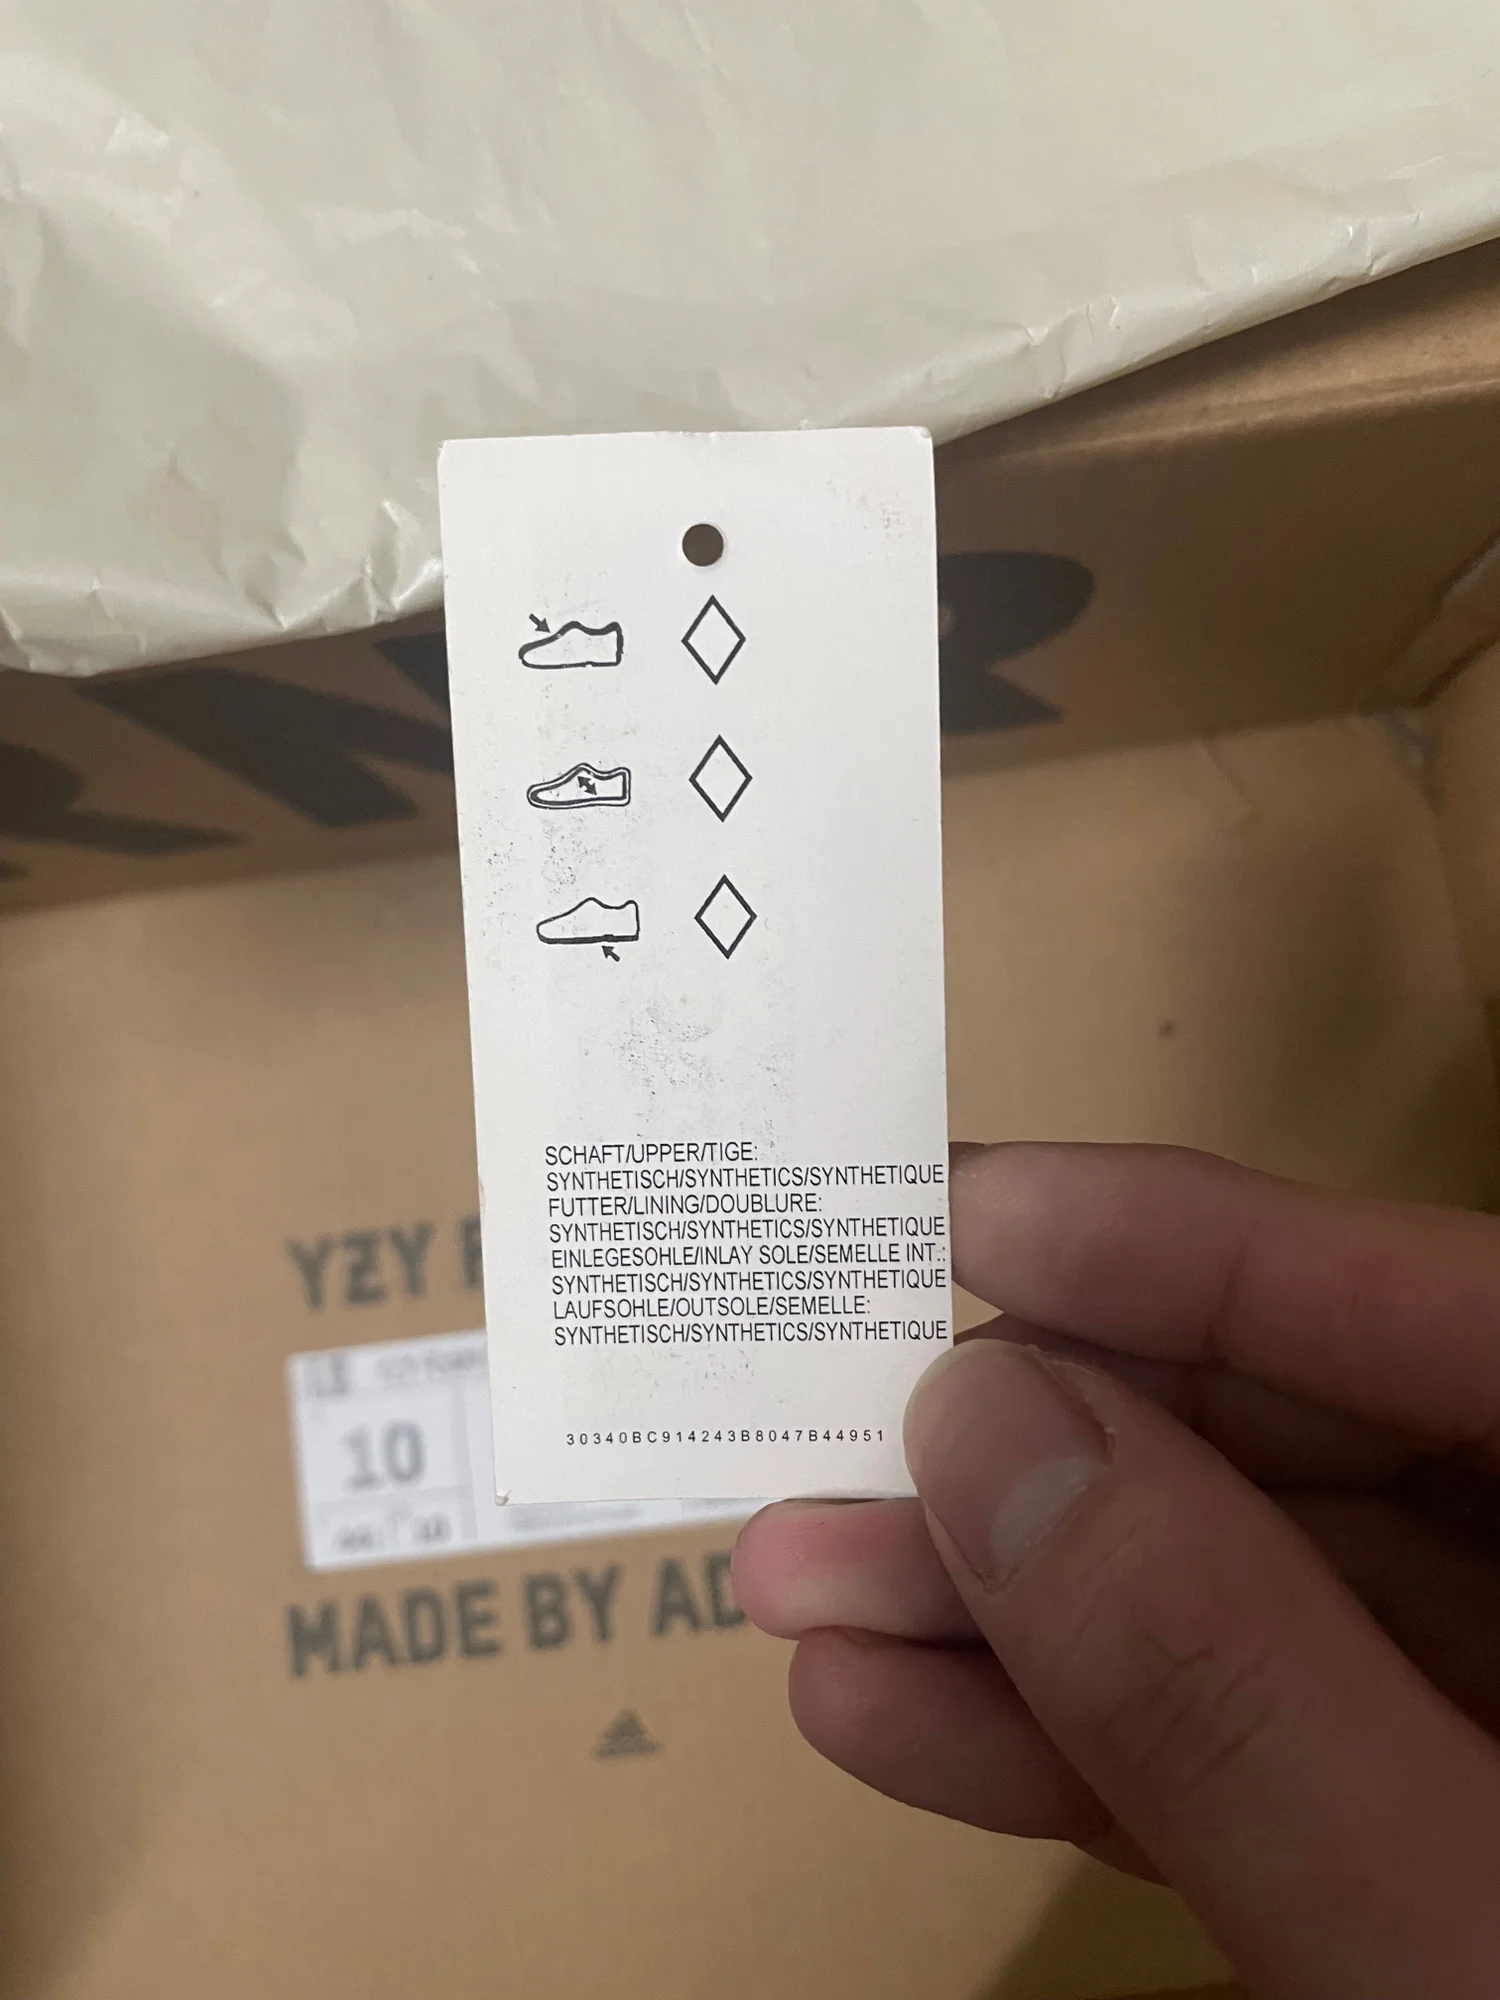 SCHAFT/UPPER/TIGE:
SYNTHETISCH/SYNTHETICS/SYNTHETIQUE
FUTTER/LINING/DOUBLURE:
SYNTHETISCH/SYNTHETICS/SYNTHETIQUE
EINLEGESOHLE/INLAY SOLE/SEMELLE INT.:
SYNTHETISCH/SYNTHETICS/SYNTHETIQUE
LAUFSOHLE/OUTSOLE/SEMELLE:
SYNTHETISCH/SYNTHETICS/SYNTHETIQUE
30340BC914243B8047B44951
YZY
10
MADE BY AD